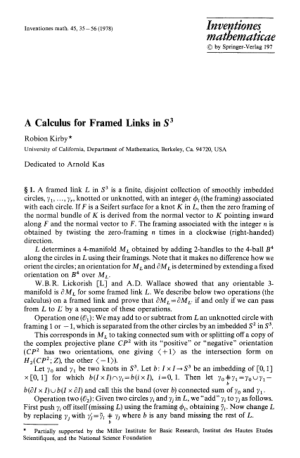 Inventiones math. 45, 35–56 (1978)
Inventiones
mathematicae
© by Springer-Verlag 197
A Calculus for Framed Links in S³
Robion Kirby*
University of California, Department of Mathematics, Berkeley, Ca. 94720, USA
Dedicated to Arnold Kas
§ 1. A framed link L in S³ is a finite, disjoint collection of smoothly imbedded
circles, γ₁, ..., γᵣ, knotted or unknotted, with an integer ϕᵢ (the framing) associated
with each circle. If F is a Seifert surface for a knot K in L, then the zero framing of
the normal bundle of K is derived from the normal vector to K pointing inward
along F and the normal vector to F. The framing associated with the integer n is
obtained by twisting the zero-framing n times in a clockwise (right-handed)
direction.
L determines a 4-manifold M_L obtained by adding 2-handles to the 4-ball B⁴
along the circles in L using their framings. Note that it makes no difference how we
orient the circles; an orientation for M_L and ∂M_L is determined by extending a fixed
orientation on B⁴ over M_L.
W.B.R. Lickorish [L] and A.D. Wallace showed that any orientable 3-
manifold is ∂M_L for some framed link L. We describe below two operations (the
calculus) on a framed link and prove that ∂M_L=∂M_L' if and only if we can pass
from L to L' by a sequence of these operations.
Operation one (𝒪₁): We may add to or subtract from L an unknotted circle with
framing 1 or −1, which is separated from the other circles by an imbedded S² in S³.
This corresponds in M_L to taking connected sum with or splitting off a copy of
the complex projective plane CP² with its "positive" or "negative" orientation
(CP² has two orientations, one giving ⟨+1⟩ as the intersection form on
H₂(CP²; Z), the other ⟨−1⟩).
Let γ₀ and γ₁ be two knots in S³. Let b: I×I→S³ be an imbedding of [0,1]
×[0,1] for which b(I×I)∩γᵢ=b(i×I), i=0,1. Then let γ₀ # γ₁=γ₀∪γ₁−
b
b(∂I×I)∪b(I×∂I) and call this the band (over b) connected sum of γ₀ and γ₁.
Operation two (𝒪₂): Given two circles γᵢ and γⱼ in L, we "add" γᵢ to γⱼ as follows.
First push γᵢ off itself (missing L) using the framing ϕᵢ, obtaining γ̃ᵢ. Now change L
by replacing γⱼ with γⱼ'=γ̃ᵢ # γⱼ where b is any band missing the rest of L.
b
* Partially supported by the Miller Institute for Basic Research, Institut des Hautes Etudes
Scientifiques, and the National Science Foundation